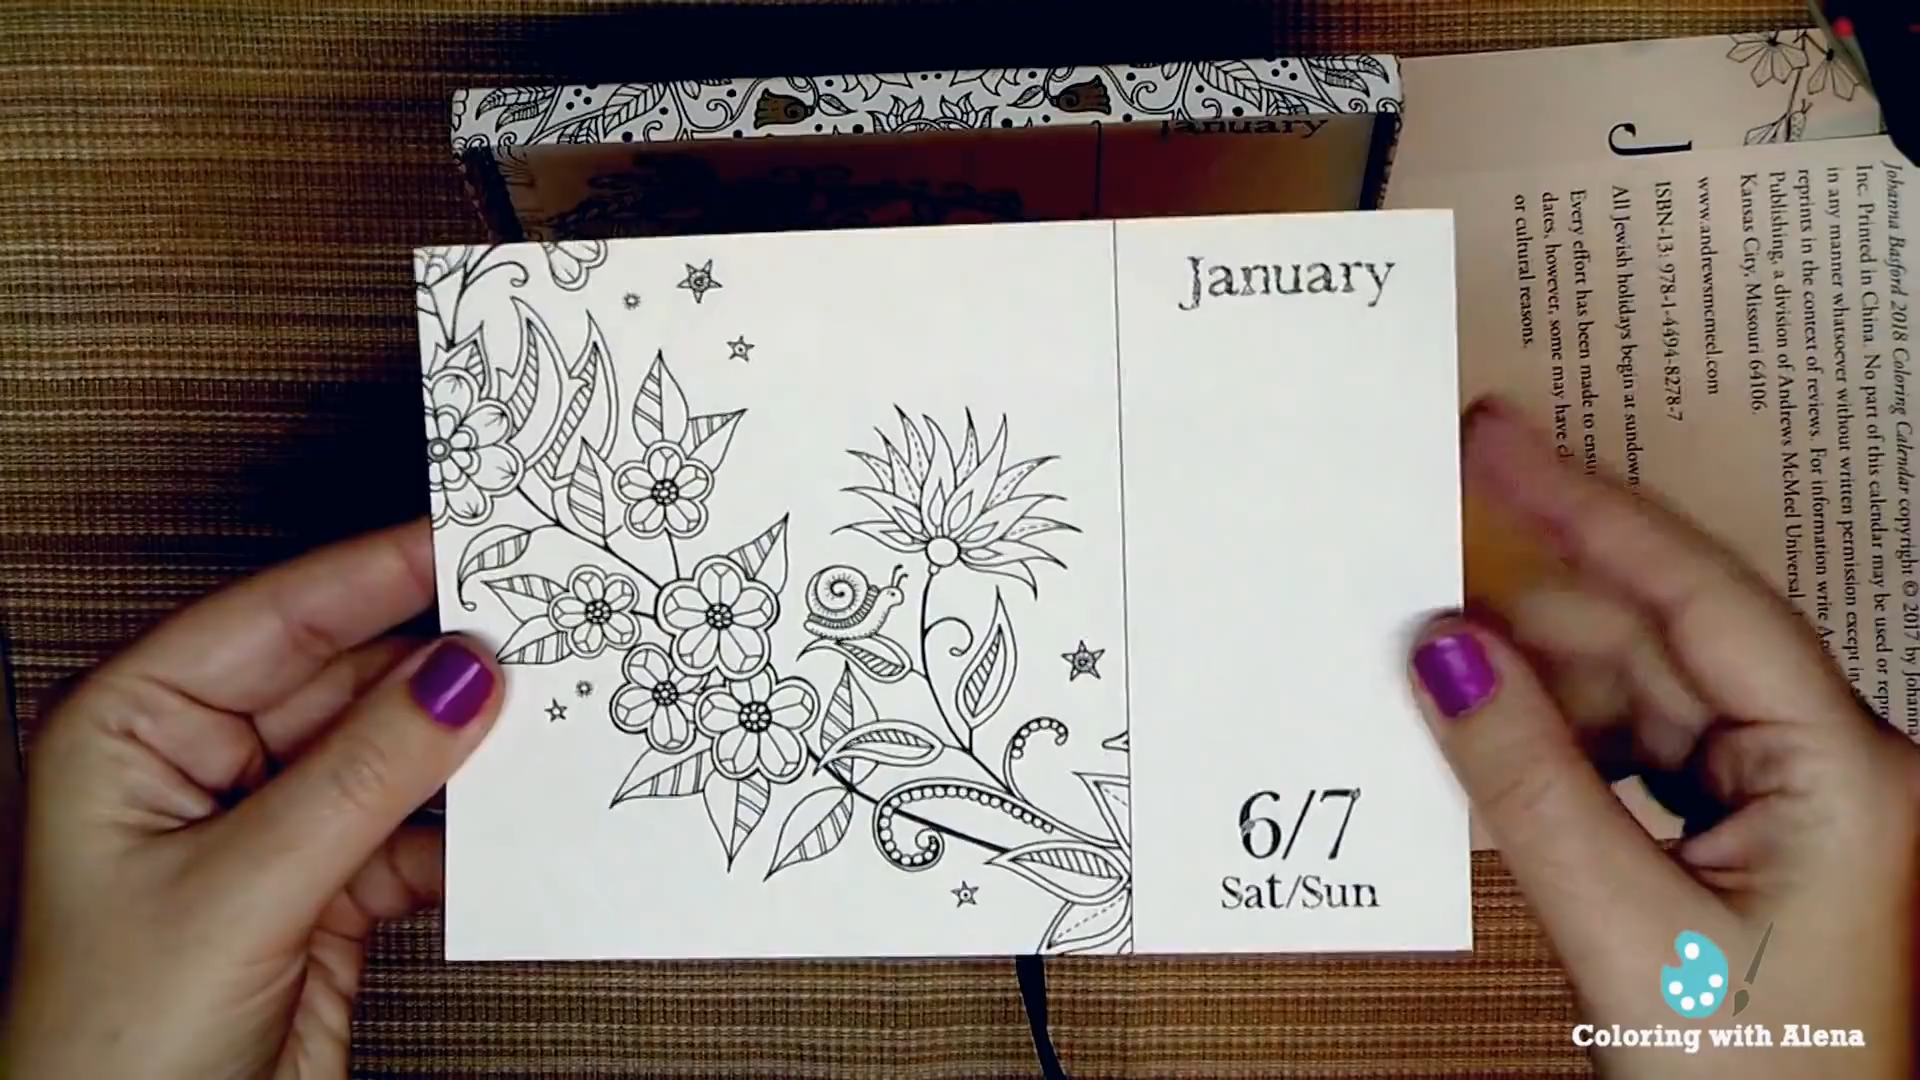 January
January
6/7
Sat/Sun
J
Johanna Basford 2018 Coloring Calendar copyright © 2017 by Johanna
Inc. Printed in China. No part of this calendar may be used or repro
in any manner whatsoever without written permission except in
reprints in the context of reviews. For information write
Publishing, a division of Andrews McMeel Universal,
Kansas City, Missouri 64106.
www.andrewsmcmeel.com
ISBN-13: 978-1-4494-8278-7
All Jewish holidays begin at sundown
Every effort has been made to ensu
dates, however, some may have
or cultural reasons.
Coloring with Alena